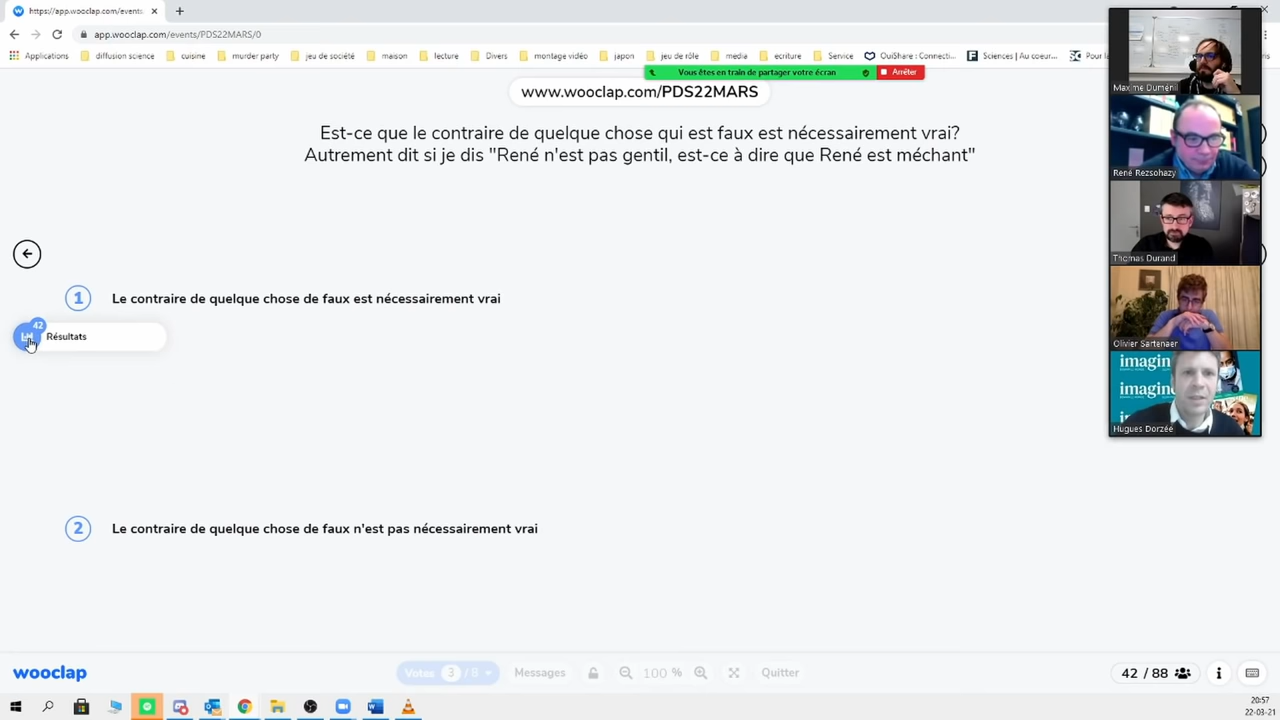 https://app.wooclap.com/events
app.wooclap.com/events/PDS22MARS/0
Applications
diffusion science
cuisine
murder party
jeu de société
maison
lecture
Divers
montage vidéo
japon
jeu de rôle
media
ecriture
Service
OuiShare : Connecti...
Sciences | Au coeur...
Vous êtes en train de partager votre écran
Arrêter
www.wooclap.com/PDS22MARS
Est-ce que le contraire de quelque chose qui est faux est nécessairement vrai?
Autrement dit si je dis "René n'est pas gentil, est-ce à dire que René est méchant"
1 Le contraire de quelque chose de faux est nécessairement vrai
42
Résultats
2 Le contraire de quelque chose de faux n'est pas nécessairement vrai
Maxime Duménil
René Rezsohazy
Thomas Durand
Olivier Sartenaer
imagin
imagine
Hugues Dorzée
wooclap
Votes 3 / 8
Messages
100 %
Quitter
42 / 88
20:57
22-03-21